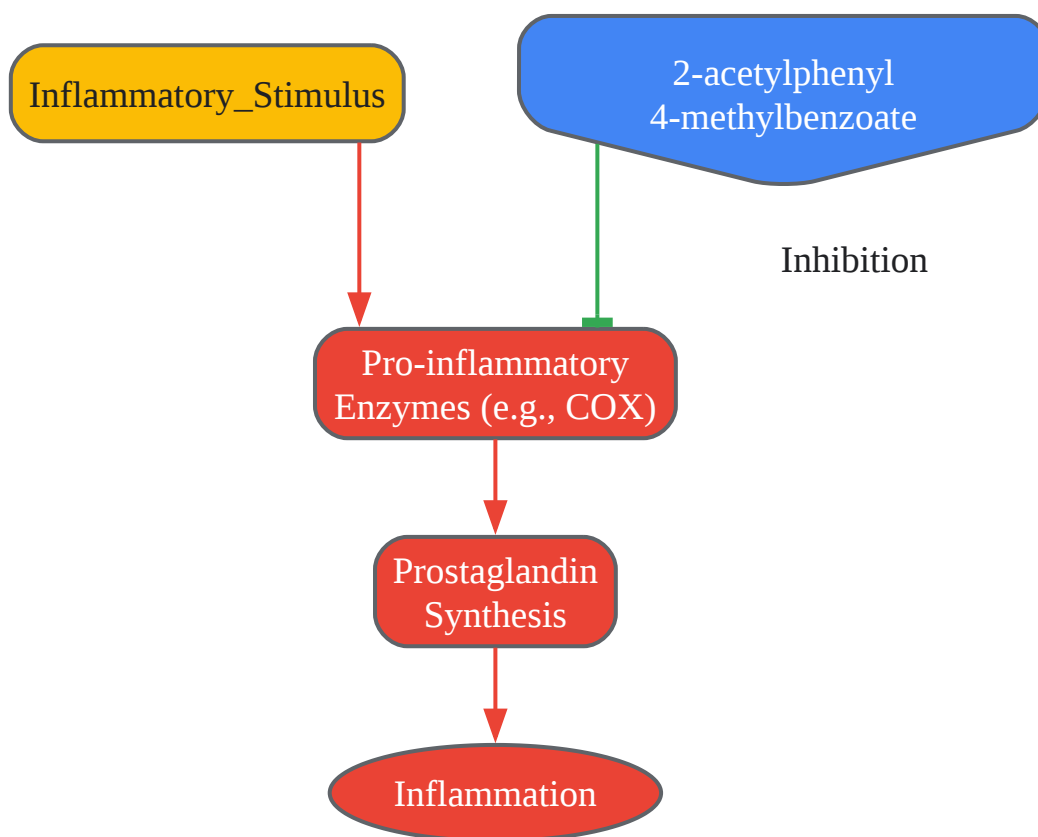 Inflammatory_Stimulus
2-acetylphenyl
4-methylbenzoate
Inhibition
Pro-inflammatory
Enzymes (e.g., COX)
Prostaglandin
Synthesis
Inflammation